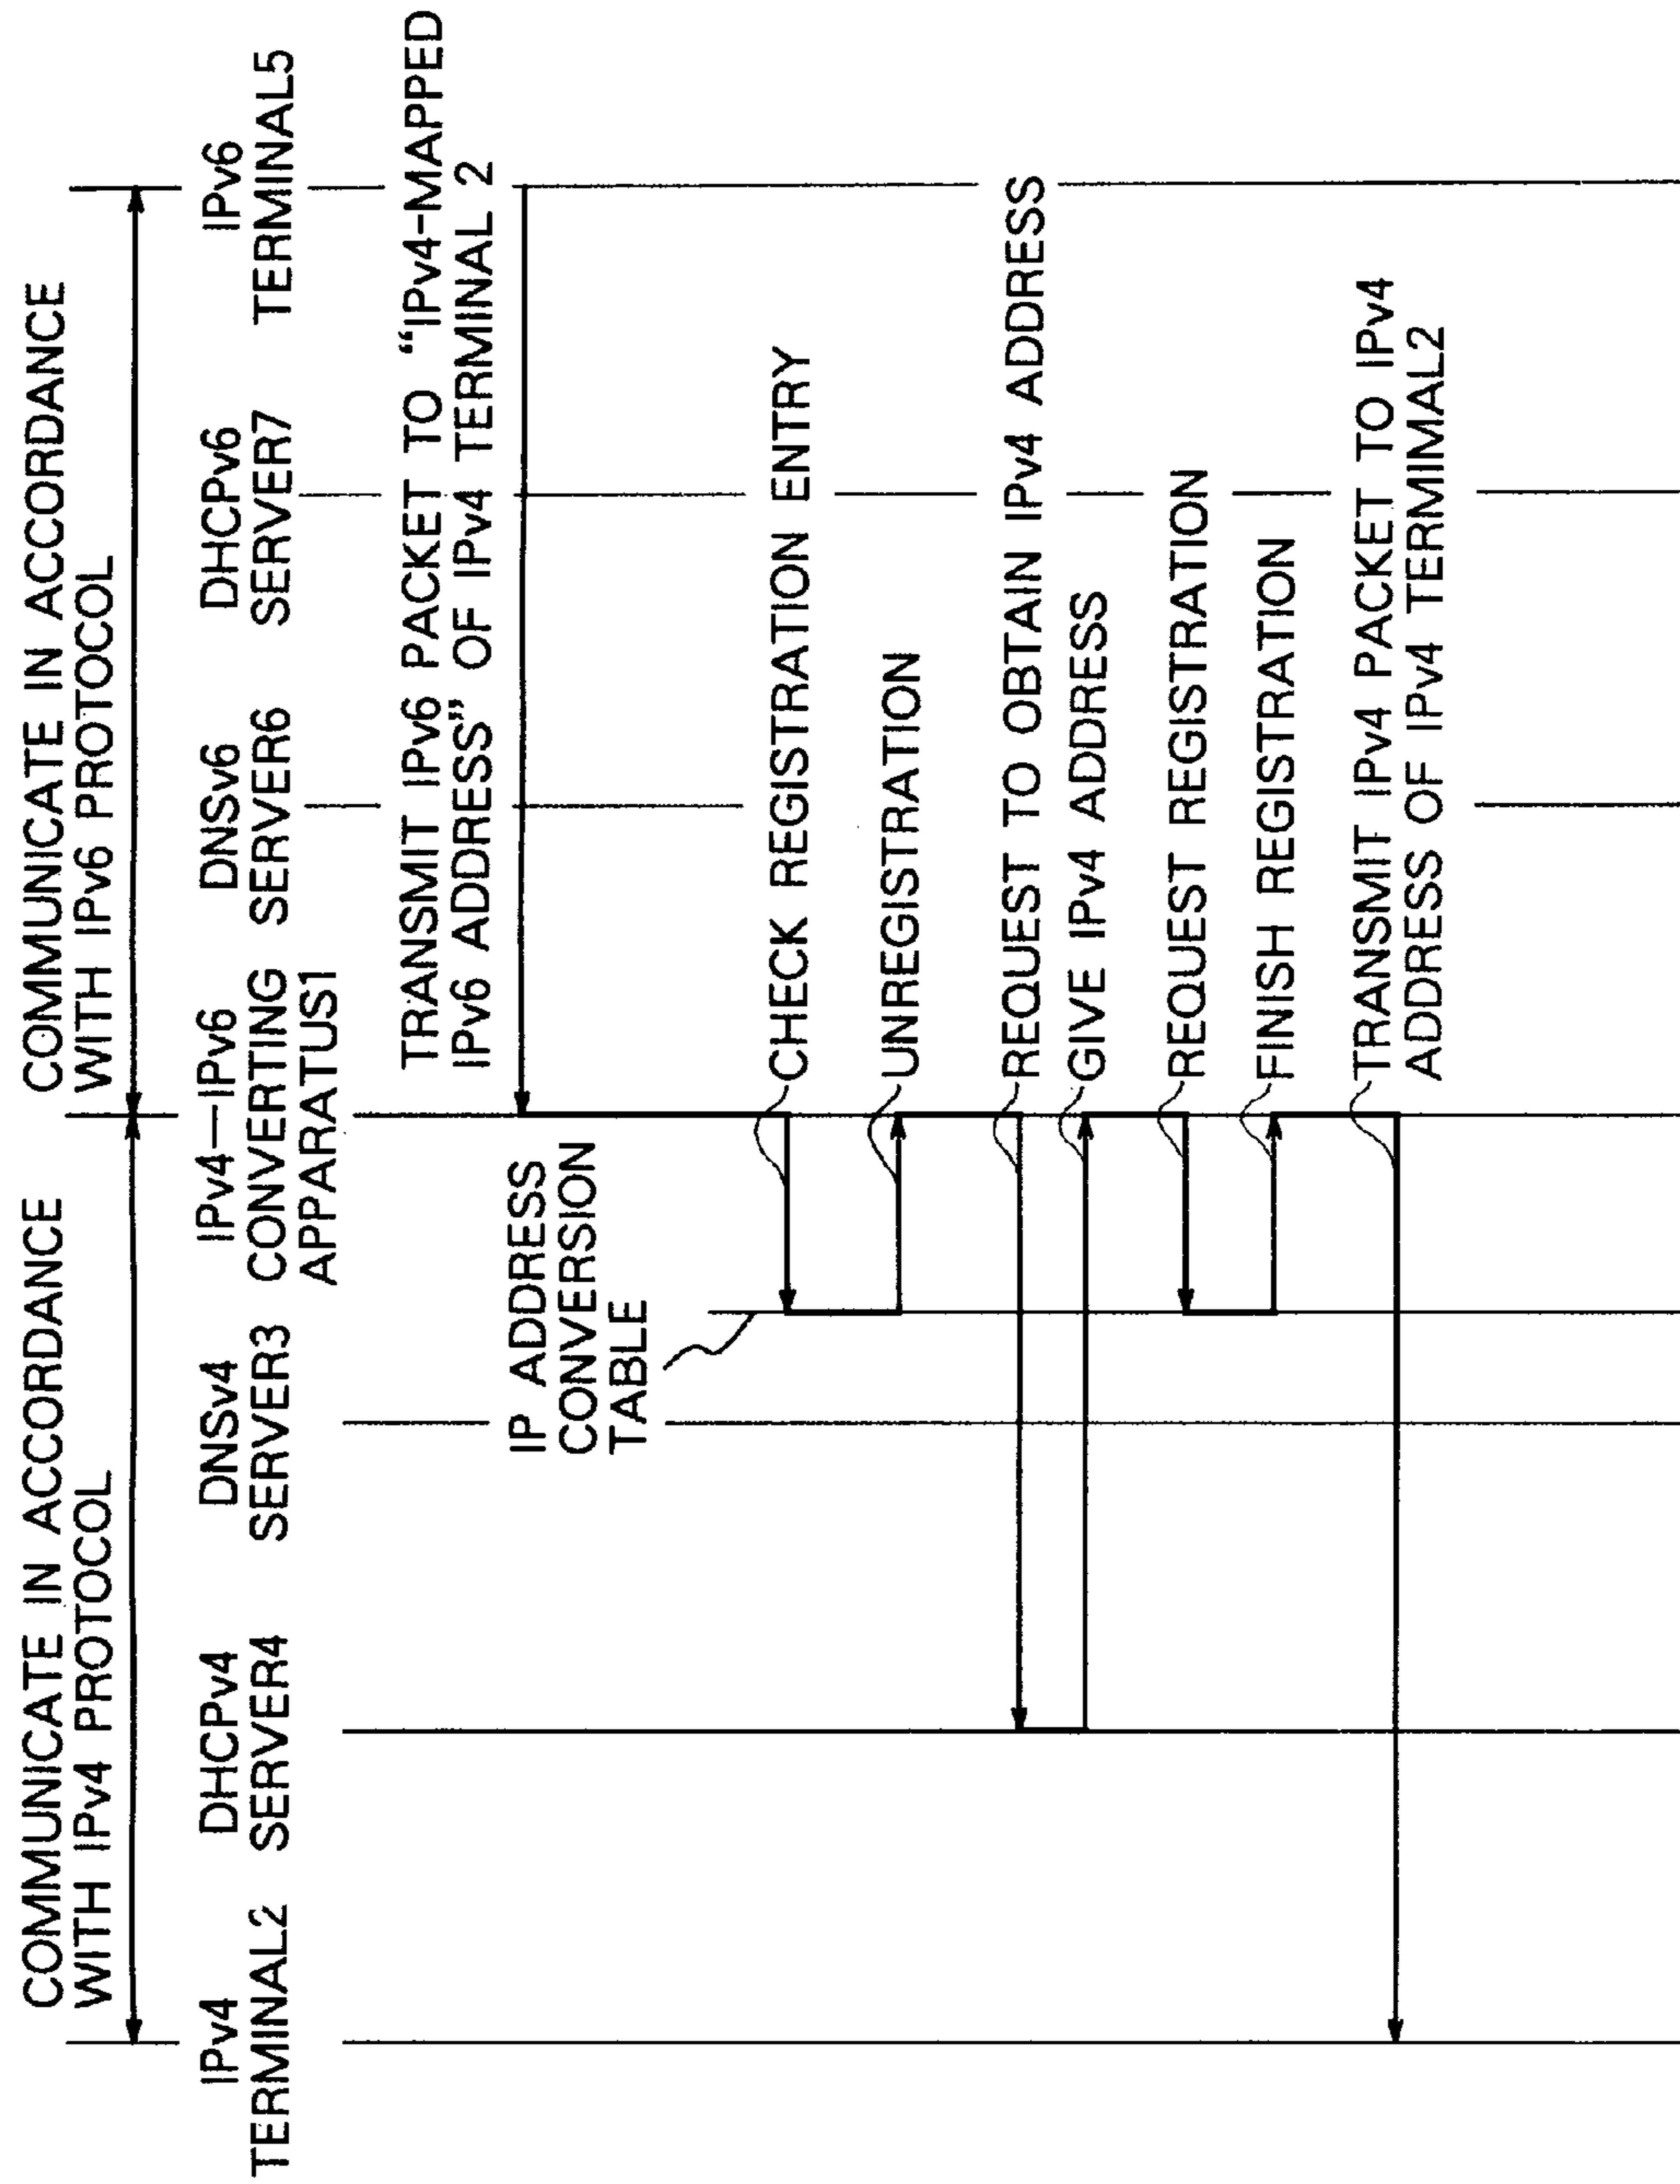 COMMUNICATE IN ACCORDANCE
WITH IPv4 PROTOCOL
COMMUNICATE IN ACCORDANCE
WITH IPv6 PROTOCOL
IPv4
TERMINAL2
DHCPv4
SERVER4
DNSv4
SERVER3
IPv4—IPv6
CONVERTING
APPARATUS1
DNSv6
SERVER6
DHCPv6
SERVER7
IPv6
TERMINAL5
TRANSMIT IPv6 PACKET TO “IPv4-MAPPED
IPv6 ADDRESS” OF IPv4 TERMINAL 2
IP ADDRESS
CONVERSION
TABLE
CHECK REGISTRATION ENTRY
UNREGISTRATION
REQUEST TO OBTAIN IPv4 ADDRESS
GIVE IPv4 ADDRESS
REQUEST REGISTRATION
FINISH REGISTRATION
TRANSMIT IPv4 PACKET TO IPv4
ADDRESS OF IPv4 TERMIMAL2